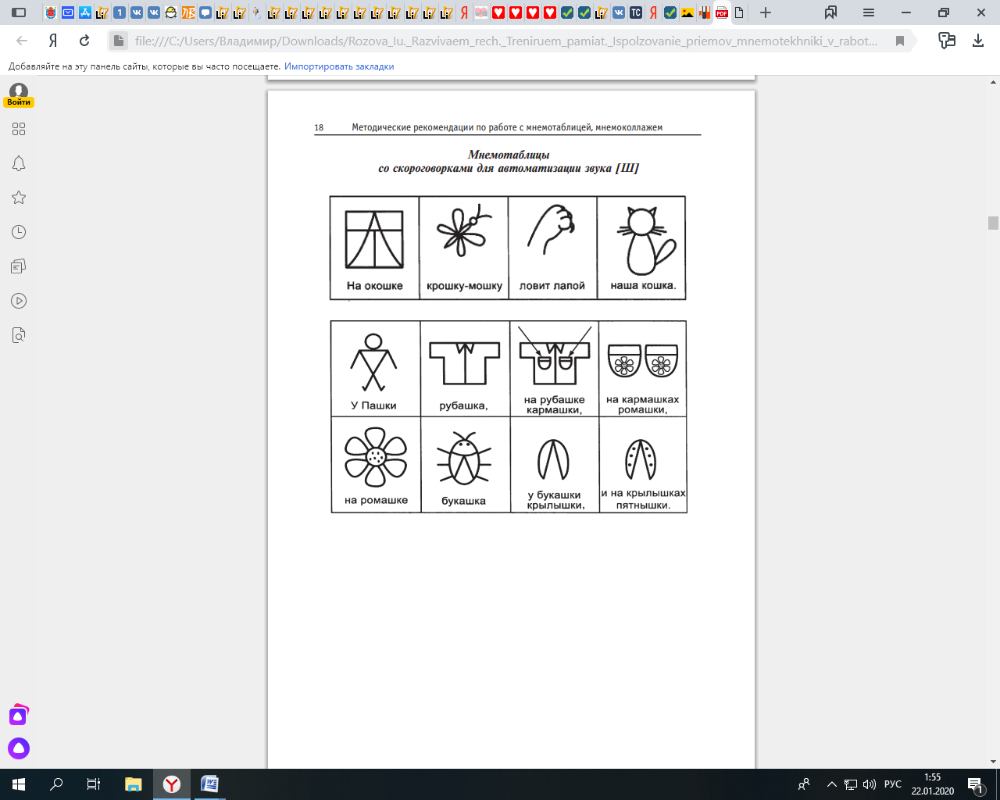 file:///C:/Users/Владимир/Downloads/Rozova_Iu._Razvivaem_rech._Treniruem_pamiat._Ispolzovanie_priemov_mnemotekhniki_v_rabot...
Добавляйте на эту панель сайты, которые вы часто посещаете. Импортировать закладки
Войти
18 Методические рекомендации по работе с мнемотаблицей, мнемоколлажем
Мнемотаблицы
со скороговорками для автоматизации звука [Ш]
На окошке
крошку-мошку
ловит лапой
наша кошка.
У Пашки
рубашка,
на рубашке
кармашки,
на кармашках
ромашки,
на ромашке
букашка
у букашки
крылышки,
и на крылышках
пятнышки.
РУС
1:55
22.01.2020
1